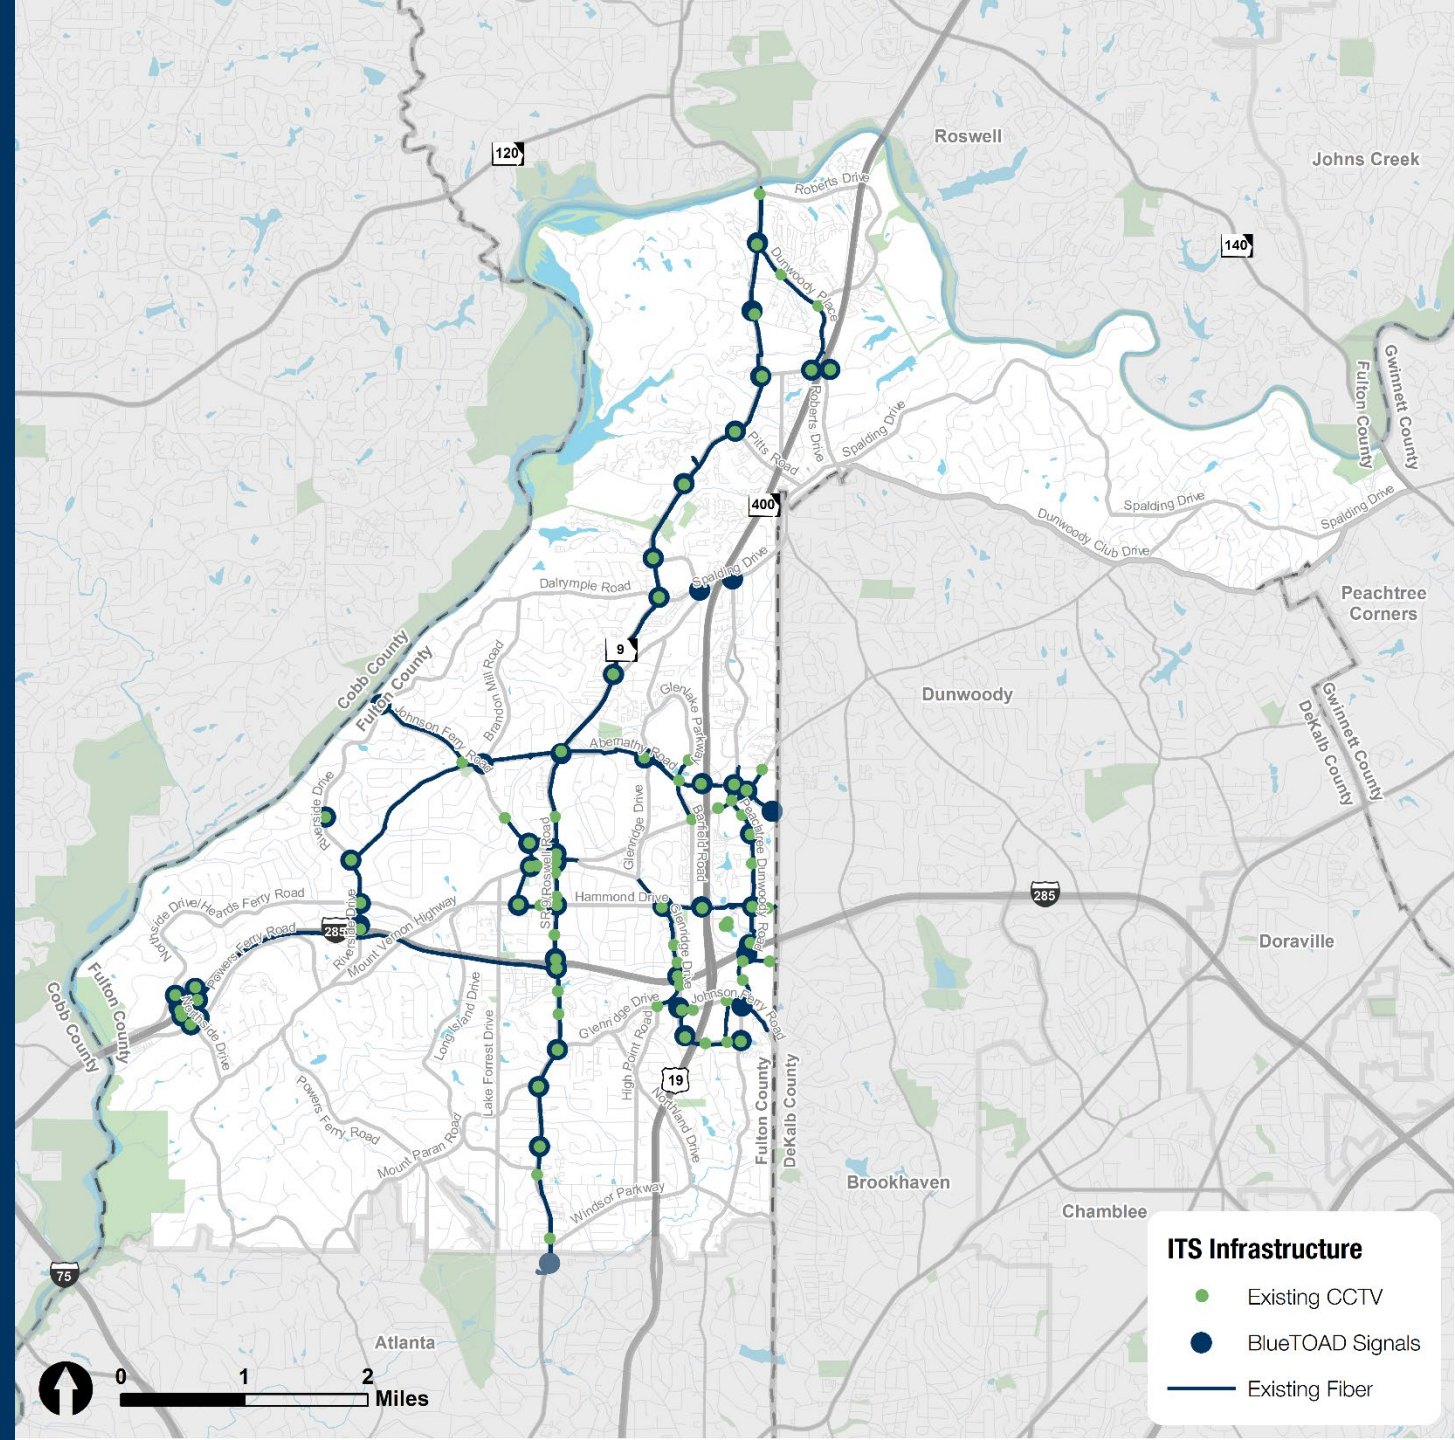 Roswell
120
Johns Creek
Roberts Drive
140
Dunwoody Place
Fulton County
Gwinnett County
Roberts Drive
Spalding Drive
Pitts Road
400
Spalding Drive
Spalding Drive
Dunwoody Club Drive
Spalding Drive
Dalrymple Road
Peachtree
Corners
9
Cobb County
Fulton County
Brandon Mill Road
Glenlake Parkway
Dunwoody
Gwinnett County
DeKalb County
Johnson Ferry Road
Abernathy Road
Riverside Drive
Glenridge Drive
Barfield Road
Peachtree Dunwoody Road
SR 9/Roswell Road
Northside Drive/Heards Ferry Road
Hammond Drive
285
Riverside Drive
Mount Vernon Highway
285
Powers Ferry Road
Glenridge Drive
Doraville
Fulton County
Cobb County
Northside Drive
Long Island Drive
Lake Forrest Drive
Glenridge Drive
Johnson Ferry Road
High Point Road
19
Northland Drive
Fulton County
DeKalb County
Powers Ferry Road
Mount Paran Road
Windsor Parkway
Brookhaven
Chamblee
75
Atlanta
ITS Infrastructure
Existing CCTV
BlueTOAD Signals
Existing Fiber
0 1 2
Miles